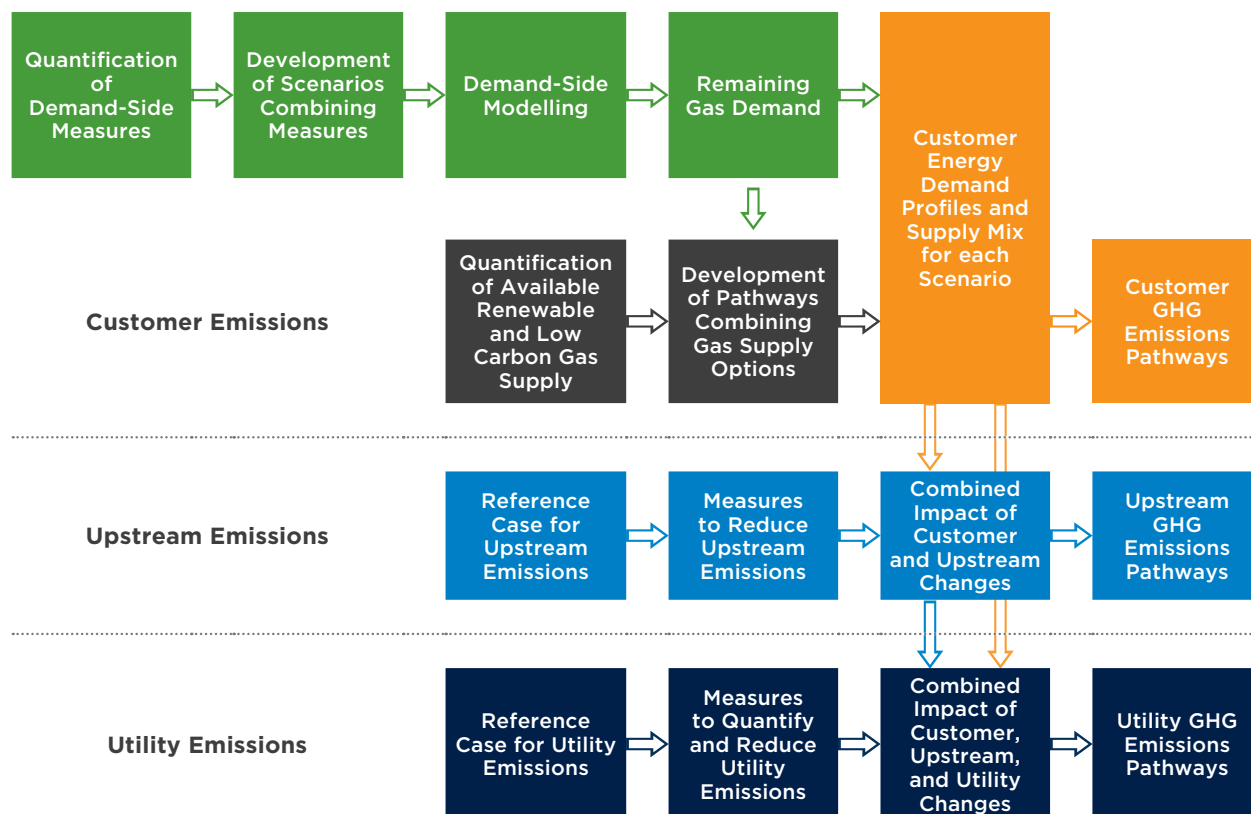 Quantification
of
Demand-Side
Measures
Development
of Scenarios
Combining
Measures
Demand-Side
Modelling
Remaining
Gas Demand
Customer
Energy
Demand
Profiles and
Supply Mix
for each
Scenario
Customer Emissions
Quantification
of Available
Renewable
and Low
Carbon Gas
Supply
Development
of Pathways
Combining
Gas Supply
Options
Customer
GHG
Emissions
Pathways
Upstream Emissions
Reference
Case for
Upstream
Emissions
Measures
to Reduce
Upstream
Emissions
Combined
Impact of
Customer
and Upstream
Changes
Upstream
GHG
Emissions
Pathways
Utility Emissions
Reference
Case for Utility
Emissions
Measures
to Quantify
and Reduce
Utility
Emissions
Combined
Impact of
Customer,
Upstream,
and Utility
Changes
Utility GHG
Emissions
Pathways